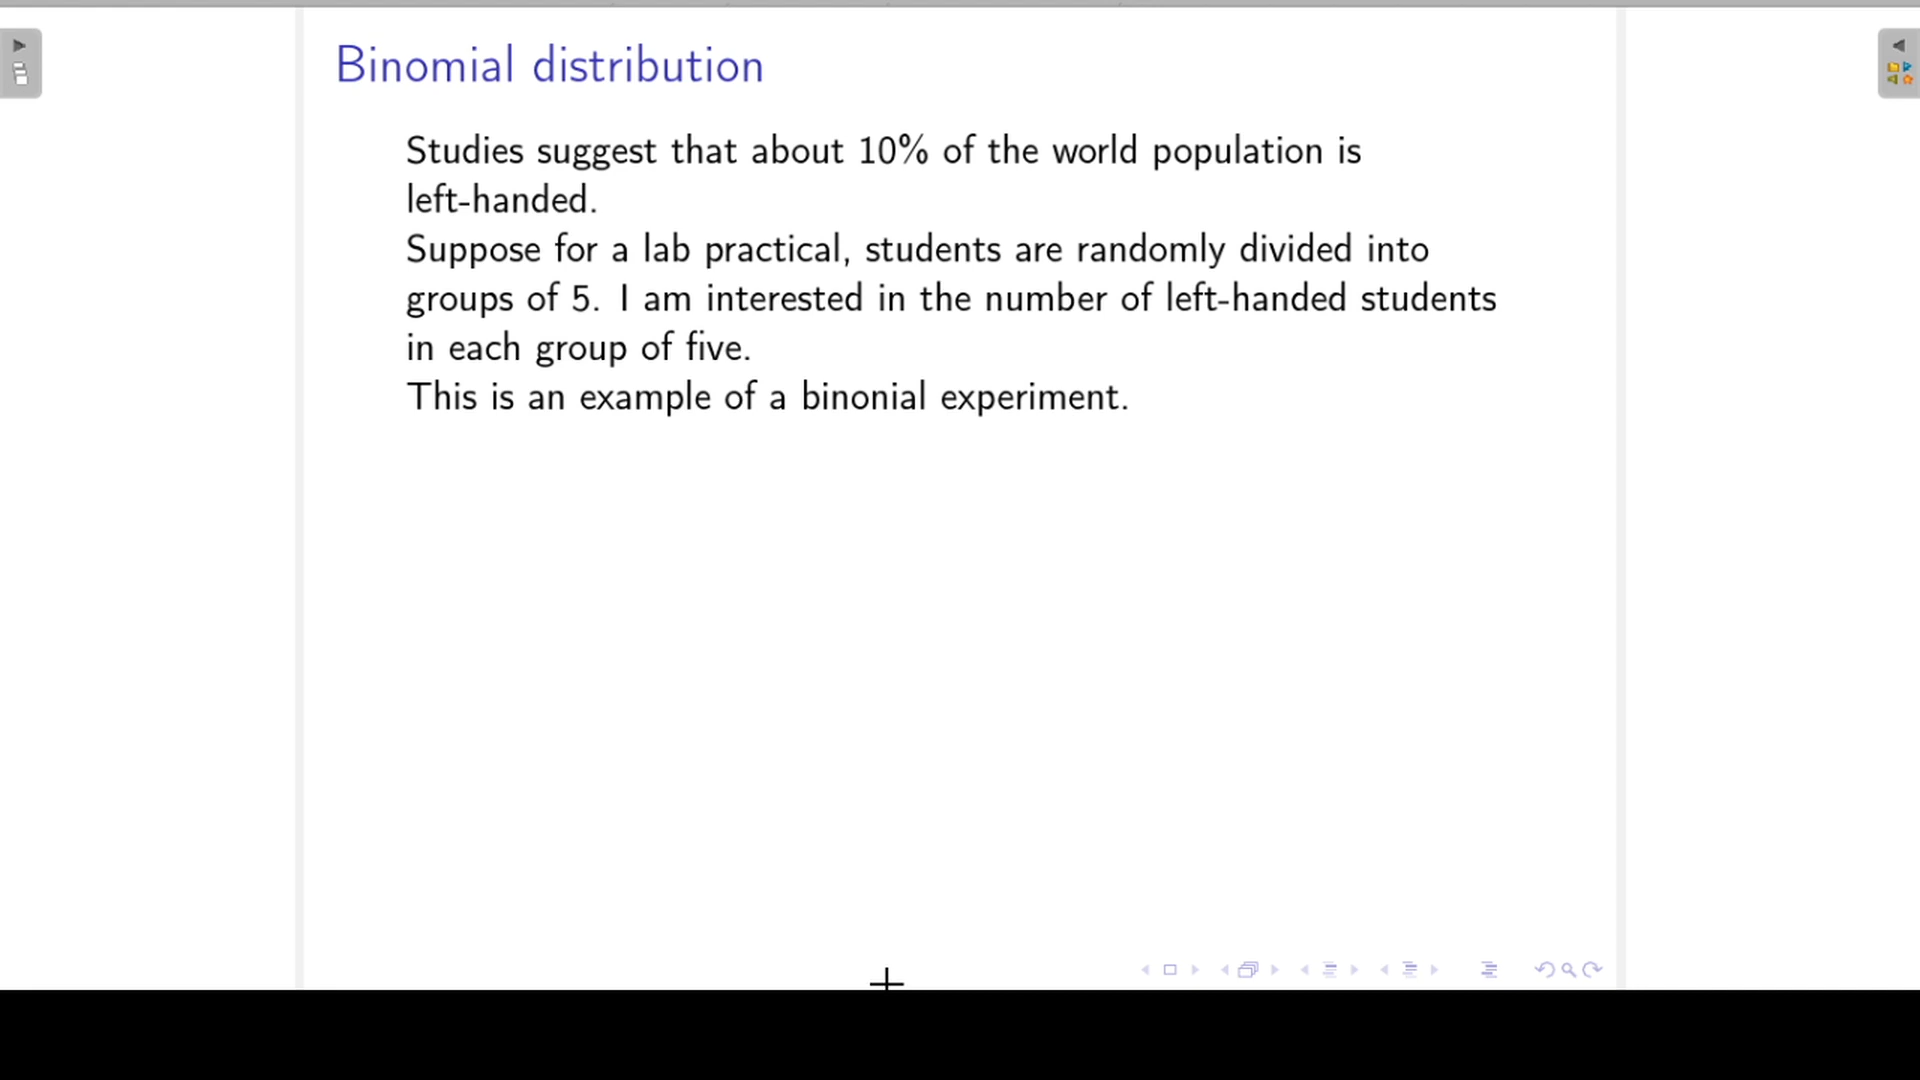 Binomial distribution
Studies suggest that about 10% of the world population is
left-handed.
Suppose for a lab practical, students are randomly divided into
groups of 5. I am interested in the number of left-handed students
in each group of five.
This is an example of a binonial experiment.